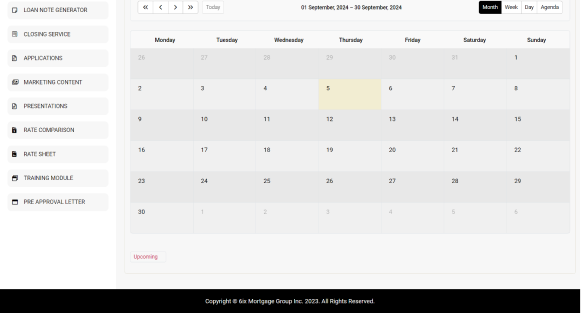 LOAN NOTE GENERATOR
CLOSING SERVICE
APPLICATIONS
MARKETING CONTENT
PRESENTATIONS
RATE COMPARISON
RATE SHEET
TRAINING MODULE
PRE APPROVAL LETTER
Today 01 September, 2024 – 30 September, 2024 Month Week Day Agenda
Monday Tuesday Wednesday Thursday Friday Saturday Sunday
26 27 28 29 30 31 1
2 3 4 5 6 7 8
9 10 11 12 13 14 15
16 17 18 19 20 21 22
23 24 25 26 27 28 29
30 1 2 3 4 5 6
Upcoming
Copyright © 6ix Mortgage Group Inc. 2023. All Rights Reserved.